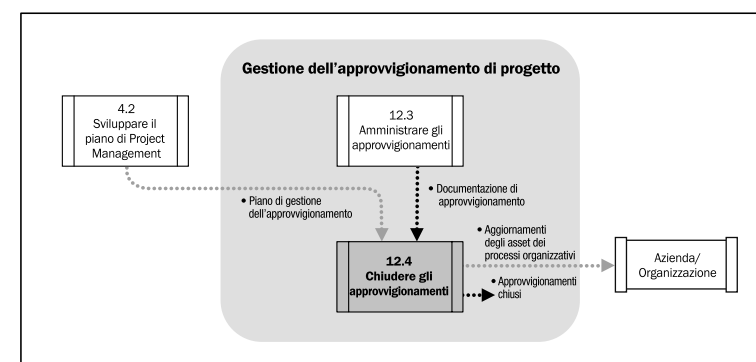 Gestione dell'approvvigionamento di progetto
4.2
Sviluppare il
piano di Project
Management
12.3
Amministrare gli
approvvigionamenti
• Piano di gestione
dell'approvvigionamento
• Documentazione di
approvvigionamento
12.4
Chiudere gli
approvvigionamenti
• Aggiornamenti
degli asset dei
processi organizzativi
• Approvvigionamenti
chiusi
Azienda/
Organizzazione